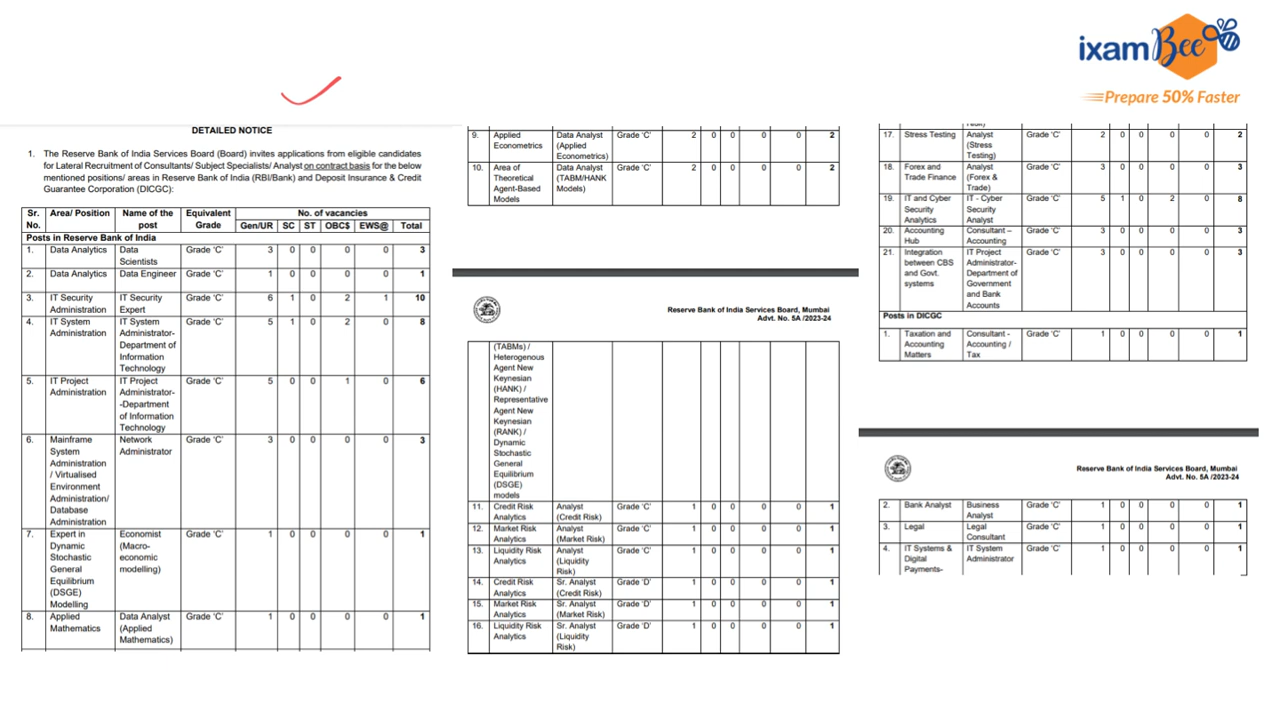 ixamBee
Prepare 50% Faster
DETAILED NOTICE
1. The Reserve Bank of India Services Board (Board) invites applications from eligible candidates
for Lateral Recruitment of Consultants/ Subject Specialists/ Analyst on contract basis for the below
mentioned positions/ areas in Reserve Bank of India (RBI/Bank) and Deposit Insurance & Credit
Guarantee Corporation (DICGC):
Sr. No. Area/ Position Name of the post Equivalent Grade No. of vacancies
Gen/UR SC ST OBC$ EWS@ Total
Posts in Reserve Bank of India
1. Data Analytics Data Scientists Grade 'C' 3 0 0 0 0 3
2. Data Analytics Data Engineer Grade 'C' 1 0 0 0 0 1
3. IT Security Administration IT Security Expert Grade 'C' 6 1 0 2 1 10
4. IT System Administration IT System Administrator- Department of Information Technology Grade 'C' 5 1 0 2 0 8
5. IT Project Administration IT Project Administrator- -Department of Information Technology Grade 'C' 5 0 0 1 0 6
6. Mainframe System Administration / Virtualised Environment Administration/ Database Administration Network Administrator Grade 'C' 3 0 0 0 0 3
7. Expert in Dynamic Stochastic General Equilibrium (DSGE) Modelling Economist (Macro-economic modelling) Grade 'C' 1 0 0 0 0 1
8. Applied Mathematics Data Analyst (Applied Mathematics) Grade 'C' 1 0 0 0 0 1
9. Applied Econometrics Data Analyst (Applied Econometrics) Grade 'C' 2 0 0 0 0 2
10. Area of Theoretical Agent-Based Models Data Analyst (TABM/HANK Models) Grade 'C' 2 0 0 0 0 2
Reserve Bank of India Services Board, Mumbai
Advt. No. 5A /2023-24
(TABMs) / Heterogenous Agent New Keynesian (HANK) / Representative Agent New Keynesian (RANK) / Dynamic Stochastic General Equilibrium (DSGE) models
11. Credit Risk Analytics Analyst (Credit Risk) Grade 'C' 1 0 0 0 0 1
12. Market Risk Analytics Analyst (Market Risk) Grade 'C' 1 0 0 0 0 1
13. Liquidity Risk Analytics Analyst (Liquidity Risk) Grade 'C' 1 0 0 0 0 1
14. Credit Risk Analytics Sr. Analyst (Credit Risk) Grade 'D' 1 0 0 0 0 1
15. Market Risk Analytics Sr. Analyst (Market Risk) Grade 'D' 1 0 0 0 0 1
16. Liquidity Risk Analytics Sr. Analyst (Liquidity Risk) Grade 'D' 1 0 0 0 0 1
17. Stress Testing Analyst (Stress Testing) Grade 'C' 2 0 0 0 0 2
18. Forex and Trade Finance Analyst (Forex & Trade) Grade 'C' 3 0 0 0 0 3
19. IT and Cyber Security Analytics IT - Cyber Security Analyst Grade 'C' 5 1 0 2 0 8
20. Accounting Hub Consultant – Accounting Grade 'C' 3 0 0 0 0 3
21. Integration between CBS and Govt. systems IT Project Administrator- Department of Government and Bank Accounts Grade 'C' 3 0 0 0 0 3
Posts in DICGC
1. Taxation and Accounting Matters Consultant - Accounting / Tax Grade 'C' 1 0 0 0 0 1
Reserve Bank of India Services Board, Mumbai
Advt. No. 5A /2023-24
2. Bank Analyst Business Analyst Grade 'C' 1 0 0 0 0 1
3. Legal Legal Consultant Grade 'C' 1 0 0 0 0 1
4. IT Systems & Digital Payments- IT System Administrator Grade 'C' 1 0 0 0 0 1